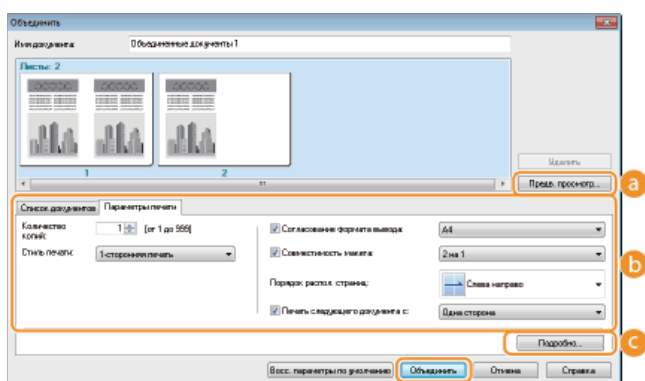 Объединить
Имя документа: Объединенные документы 1
Листы: 2
1 2
Удалить
Предв. просмотр... a
Список документов Параметры печати
Количество копий: 1 [от 1 до 999]
Согласование формата вывода: A4
Стиль печати: 1-сторонняя печать
Совместимость макета: 2 на 1
b
Порядок распол. страниц: Слева направо
Печать следующего документа с: Одна сторона
Подробно... c
Восс. параметры по умолчанию Объединить Отмена Справка